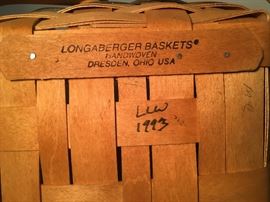 LONGABERGER BASKETS®
HANDWOVEN
DRESDEN, OHIO USA
LLW
1993